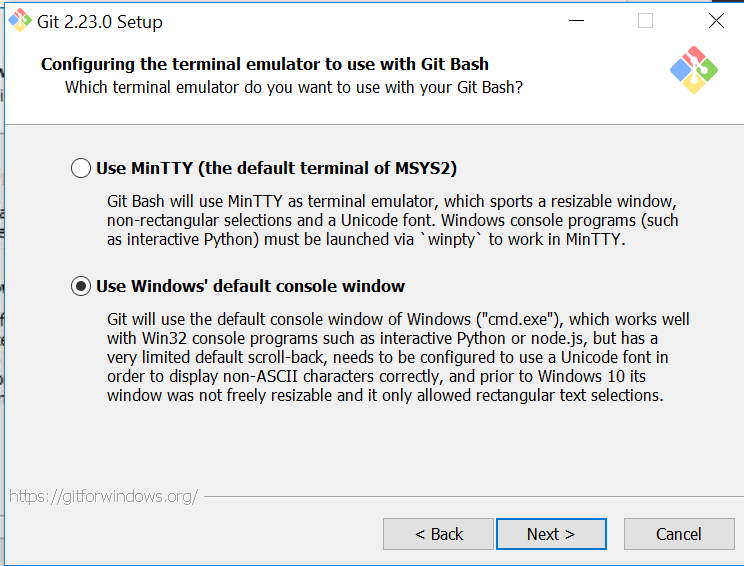 Git 2.23.0 Setup
Configuring the terminal emulator to use with Git Bash
Which terminal emulator do you want to use with your Git Bash?
Use MinTTY (the default terminal of MSYS2)
Git Bash will use MinTTY as terminal emulator, which sports a resizable window,
non-rectangular selections and a Unicode font. Windows console programs (such
as interactive Python) must be launched via `winpty` to work in MinTTY.
Use Windows' default console window
Git will use the default console window of Windows ("cmd.exe"), which works well
with Win32 console programs such as interactive Python or node.js, but has a
very limited default scroll-back, needs to be configured to use a Unicode font in
order to display non-ASCII characters correctly, and prior to Windows 10 its
window was not freely resizable and it only allowed rectangular text selections.
https://gitforwindows.org/
< Back
Next >
Cancel